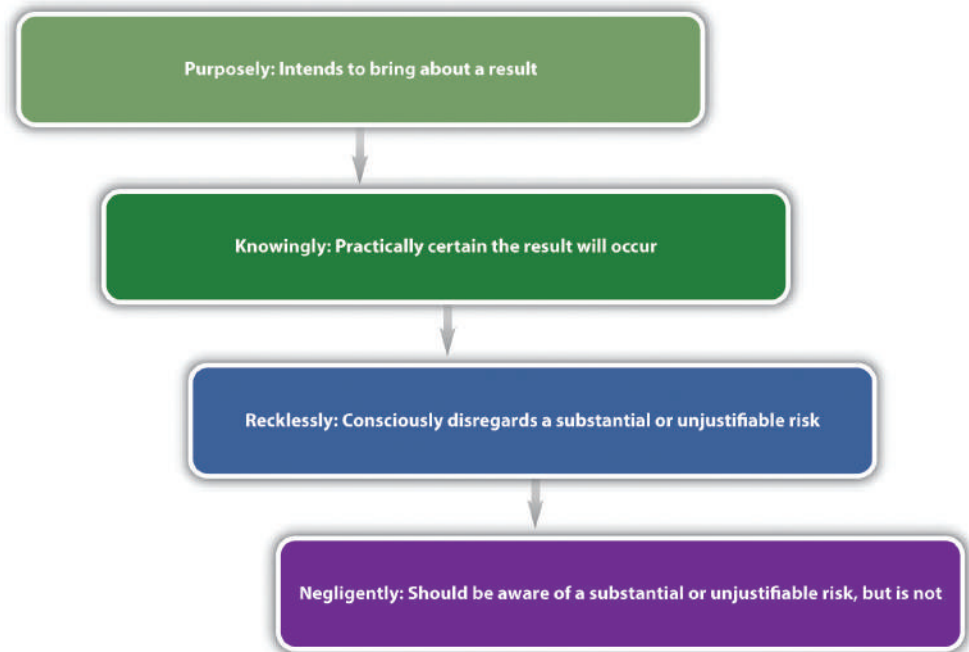 Purposely: Intends to bring about a result
Knowingly: Practically certain the result will occur
Recklessly: Consciously disregards a substantial or unjustifiable risk
Negligently: Should be aware of a substantial or unjustifiable risk, but is not